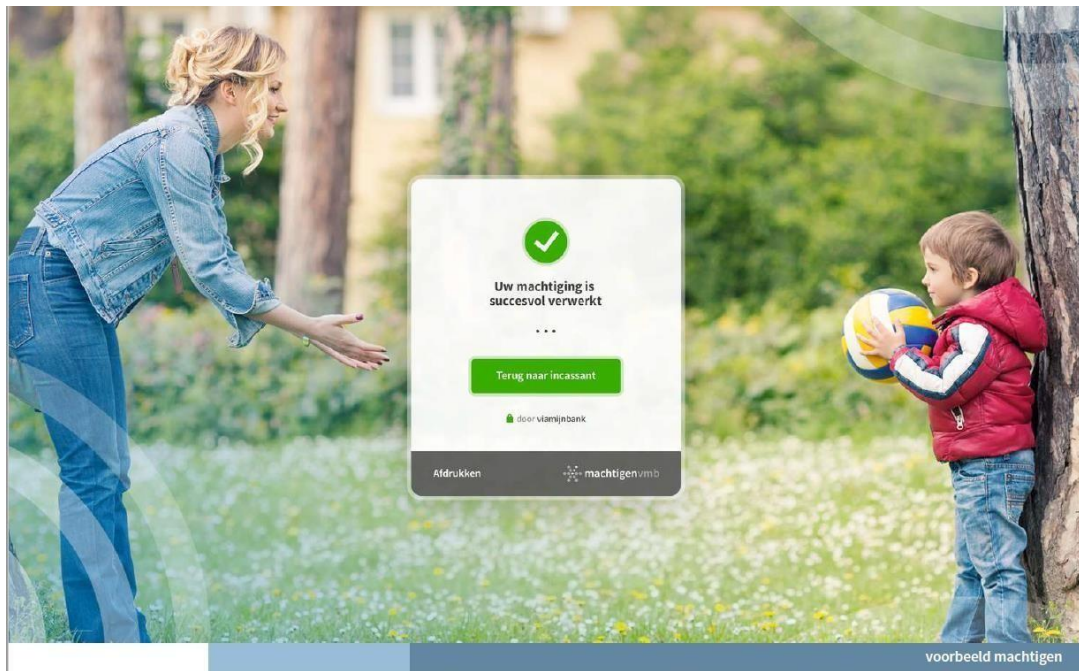 Uw machtiging is
succesvol verwerkt
...
Terug naar incassant
door viamijnbank
Afdrukken
machtigenvmb
voorbeeld machtigen